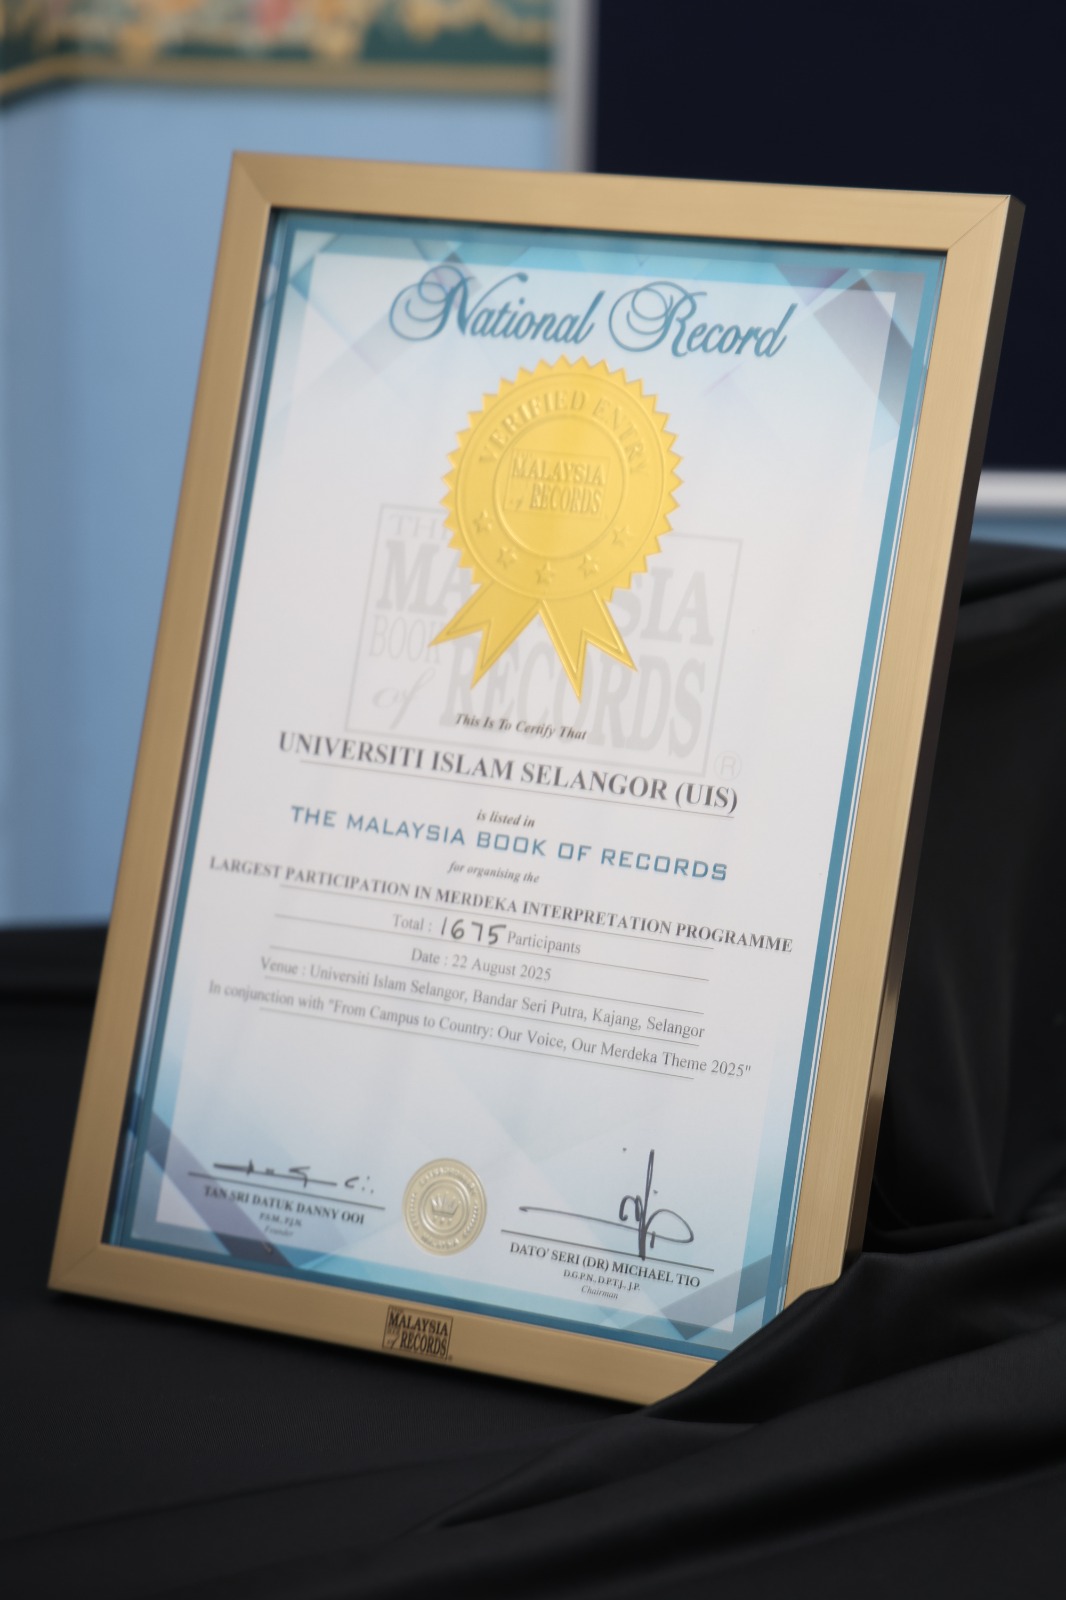 National Record
VERIFIED ENTRY
MALAYSIA
of RECORDS
THE
MALAYSIA
BOOK
of RECORDS
®
This Is To Certify That
UNIVERSITI ISLAM SELANGOR (UIS)
is listed in
THE MALAYSIA BOOK OF RECORDS
for organising the
LARGEST PARTICIPATION IN MERDEKA INTERPRETATION PROGRAMME
Total : 1675 Participants
Date : 22 August 2025
Venue : Universiti Islam Selangor, Bandar Seri Putra, Kajang, Selangor
In conjunction with "From Campus to Country: Our Voice, Our Merdeka Theme 2025"
TAN SRI DATUK DANNY OOI
P.S.M., P.J.N.
Founder
DATO' SERI (DR) MICHAEL TIO
D.G.P.N., D.P.T.J., J.P.
Chairman
MALAYSIA
of RECORDS